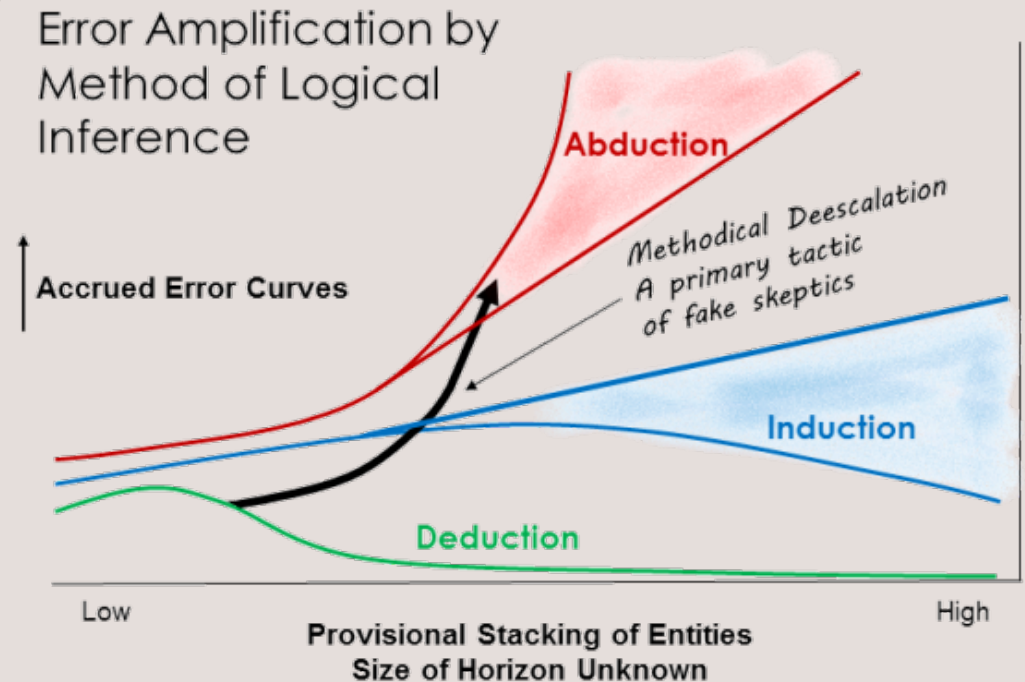 Error Amplification by
Method of Logical
Inference
Abduction
Methodical Deescalation
A primary tactic
of fake skeptics
Accrued Error Curves
Induction
Deduction
Low
High
Provisional Stacking of Entities
Size of Horizon Unknown